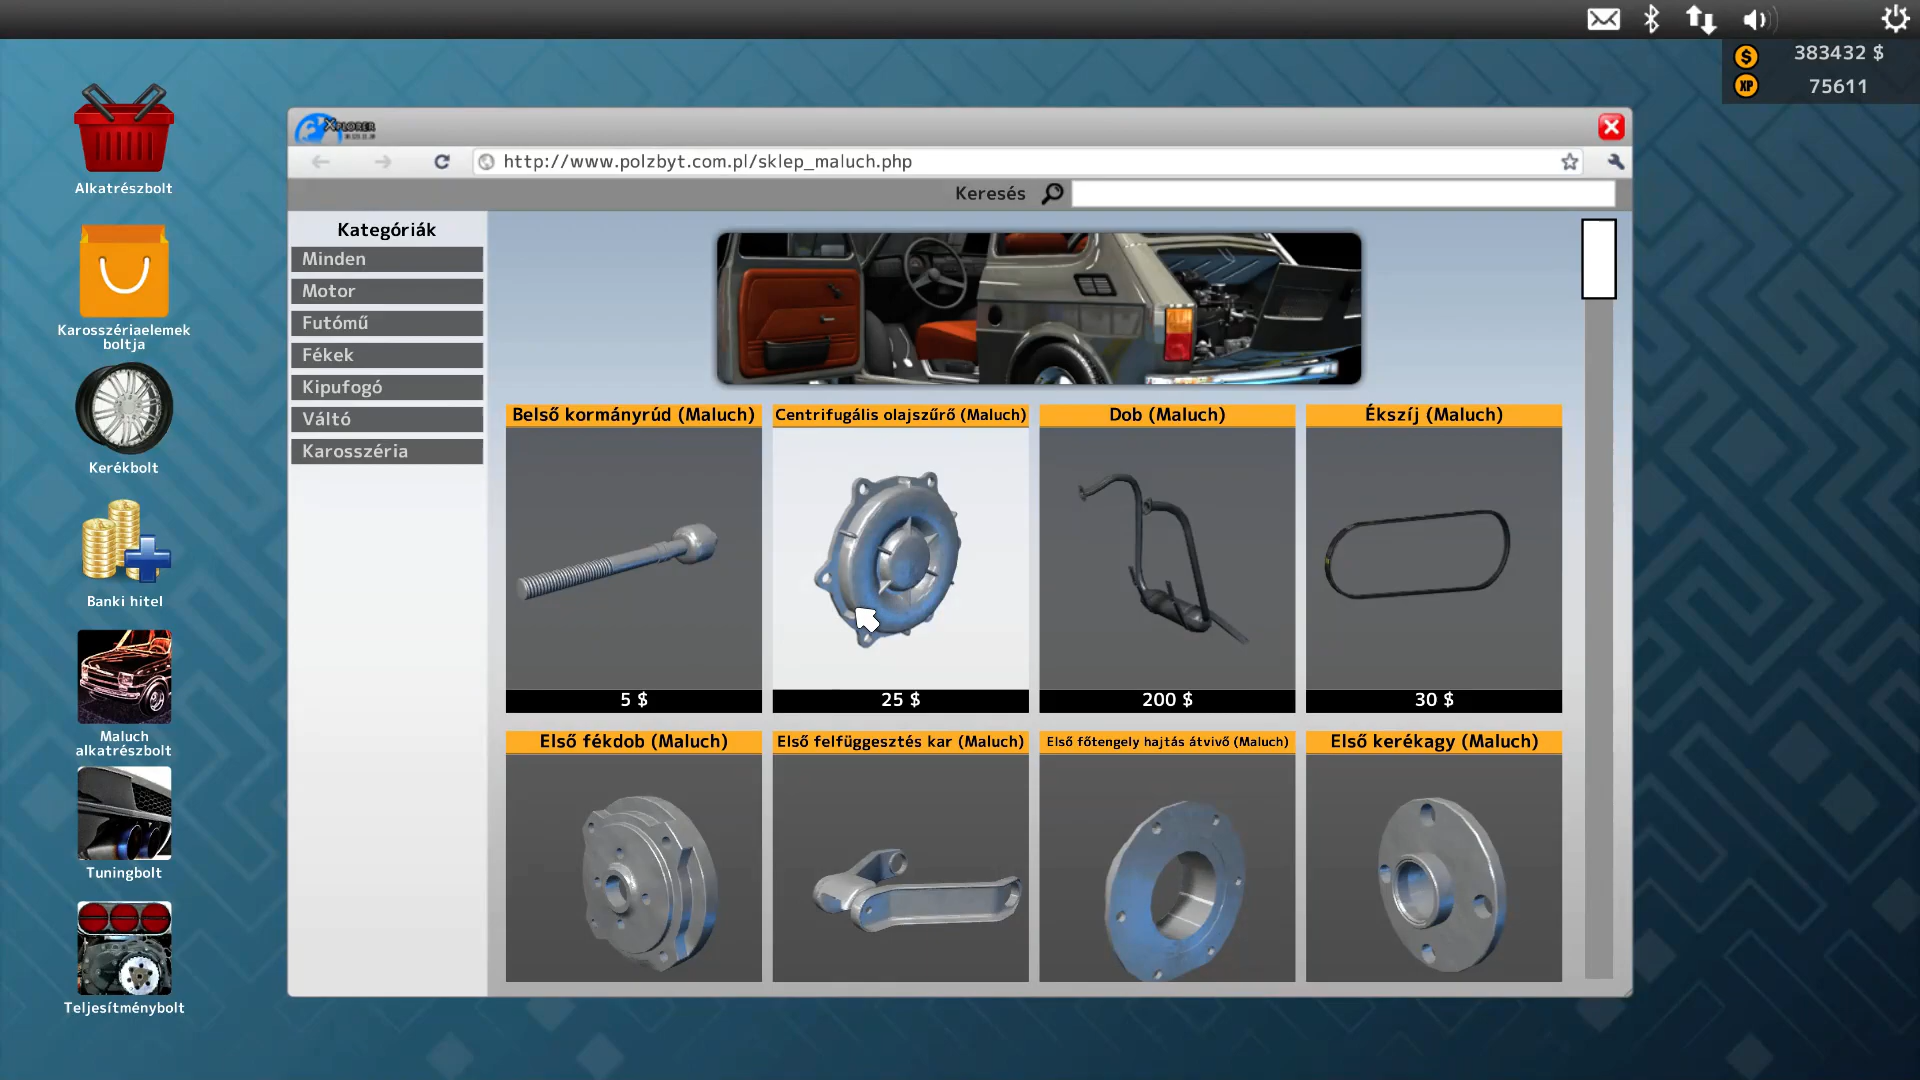 383432 $
XP
75611
XPLORER
http://www.polzbyt.com.pl/sklep_maluch.php
Keresés
Alkatrészbolt
Karosszériaelemek
boltja
Kerékbolt
Banki hitel
Maluch
alkatrészbolt
Tuningbolt
Teljesítménybolt
Kategóriák
Minden
Motor
Futómű
Fékek
Kipufogó
Váltó
Karosszéria
Belső kormányrúd (Maluch)
5 $
Centrifugális olajszűrő (Maluch)
25 $
Dob (Maluch)
200 $
Ékszíj (Maluch)
30 $
Első fékdob (Maluch)
Első felfüggesztés kar (Maluch)
Első főtengely hajtás átvivő (Maluch)
Első kerékagy (Maluch)